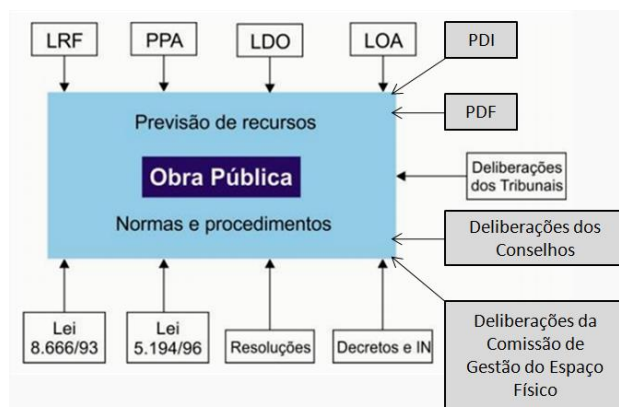 LRF
PPA
LDO
LOA
PDI
PDF
Previsão de recursos
Obra Pública
Normas e procedimentos
Deliberações
dos Tribunais
Deliberações dos
Conselhos
Deliberações da
Comissão de
Gestão do Espaço
Físico
Lei
8.666/93
Lei
5.194/96
Resoluções
Decretos e IN